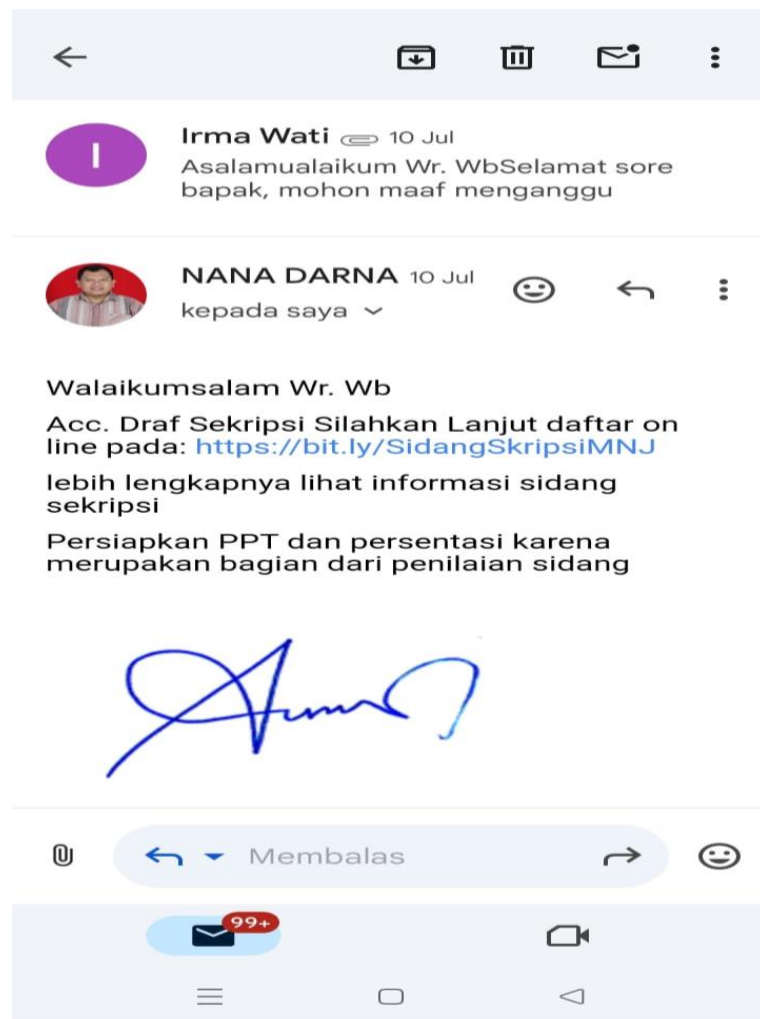 Irma Wati 10 Jul
I
Asalamualaikum Wr. WbSelamat sore
bapak, mohon maaf menganggu
NANA DARNA 10 Jul
kepada saya
Walaikumsalam Wr. Wb
Acc. Draf Sekripsi Silahkan Lanjut daftar on
line pada: https://bit.ly/SidangSkripsiMNJ
lebih lengkapnya lihat informasi sidang
sekripsi
Persiapkan PPT dan persentasi karena
merupakan bagian dari penilaian sidang
Membalas
99+